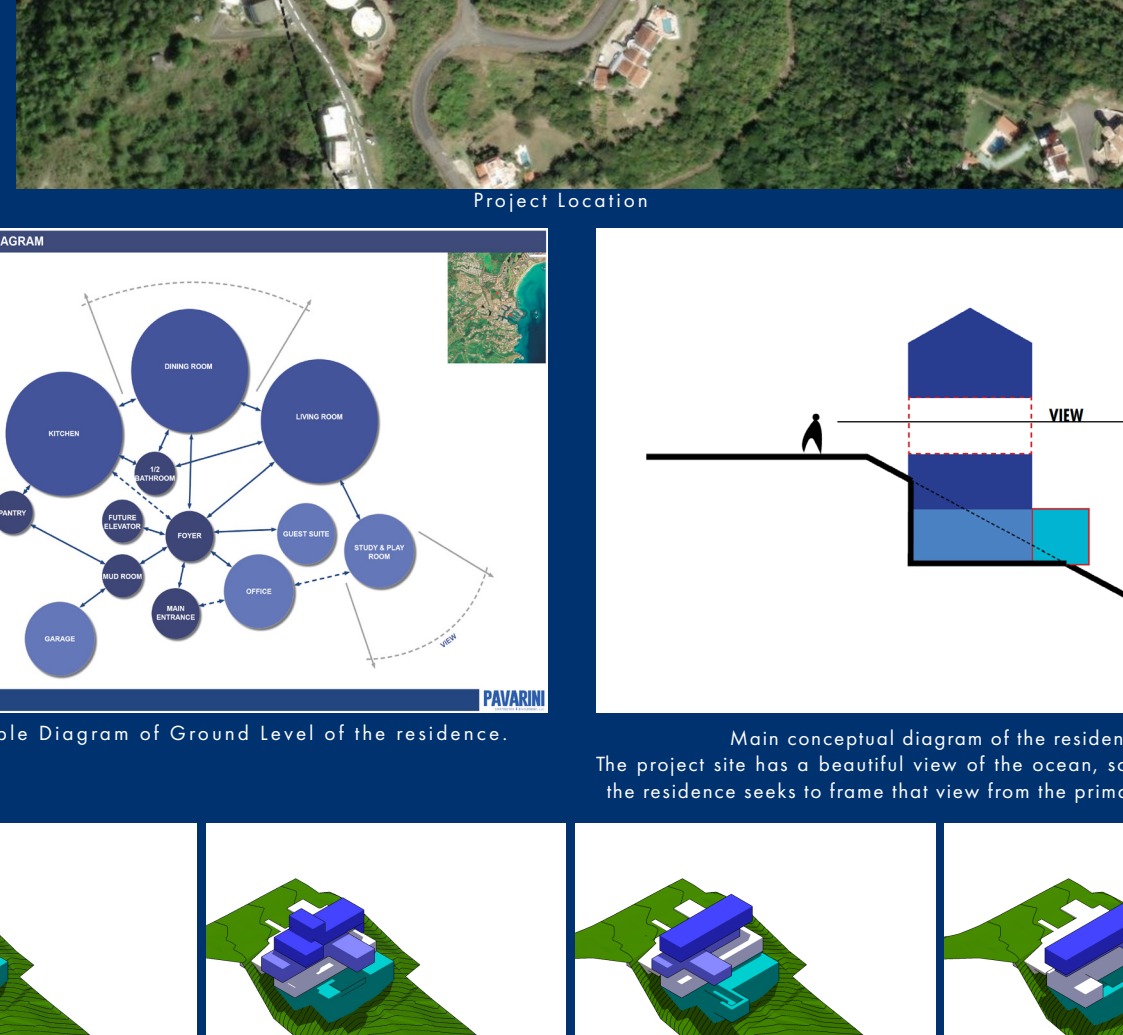 Project Location
AGRAM
DINING ROOM
LIVING ROOM
KITCHEN
1/2
BATHROOM
PANTRY
FUTURE
ELEVATOR
FOYER
GUEST SUITE
STUDY & PLAY
ROOM
MUD ROOM
OFFICE
MAIN
ENTRANCE
GARAGE
VIEW
PAVARINI
ble Diagram of Ground Level of the residence.
VIEW
Main conceptual diagram of the residen
The project site has a beautiful view of the ocean, so
the residence seeks to frame that view from the prima